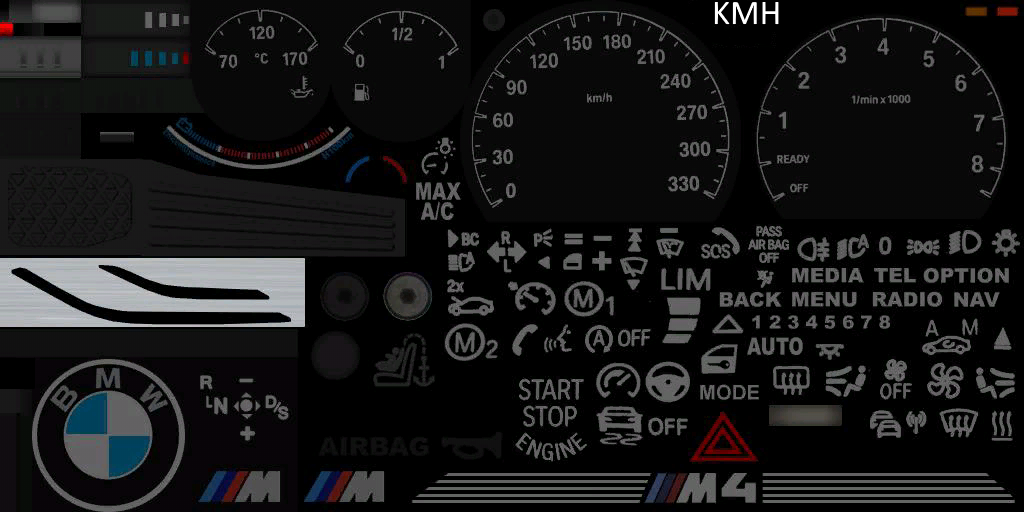 KMH
120
70 °C 170
1/2
0 1
150 180
120 210
90 240
60 270
30 300
0 330
km/h
4
3 5
2 6
1 7
8
1/min x 1000
READY
OFF
MAX
A/C
BC
R
L
P
A
SOS
PASS
AIR BAG
OFF
A
0
D
LIM
MEDIA TEL OPTION
2x
M1
BACK MENU RADIO NAV
1 2 3 4 5 6 7 8
M2
A OFF
AUTO
A M
START
STOP
ENGINE
MODE
OFF
OFF
BMW
R
N D/S
L
AIRBAG
M
M
M4